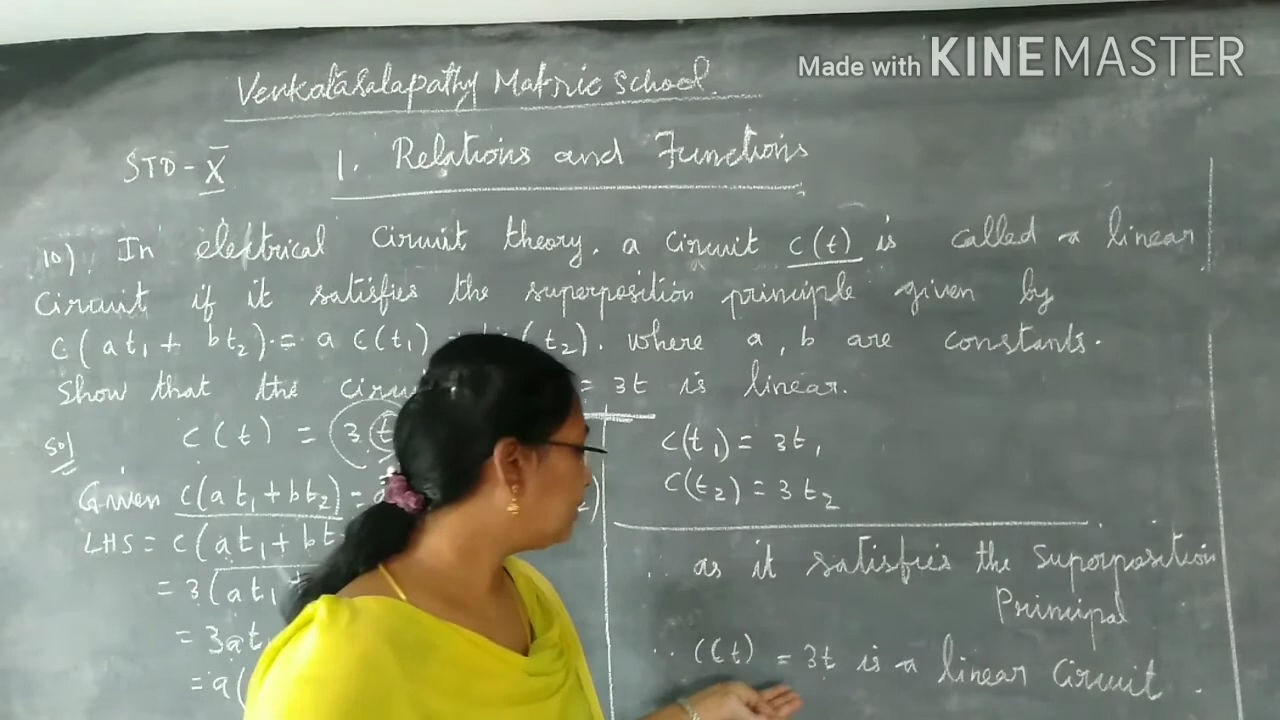 Made with KINEMASTER
Venkatasalapathy Matric School.
STD - X
1. Relations and Functions
10). In electrical Circuit theory, a circuit C(t) is called a linear
Circuit if it satisfies the superposition principle given by
C(at₁ + bt₂) = a C(t₁) (t₂). where a, b are constants.
Show that the = 3t is linear.
Sol
C(t) = 3
Given C(at₁ + bt₂) =
LHS = C(at₁ + bt
= 3(at₁
= 3at₁
= a(
C(t₁) = 3t₁
C(t₂) = 3t₂
∴ as it satisfies the Superposition
Principal
∴ C(t) = 3t is a linear Circuit.